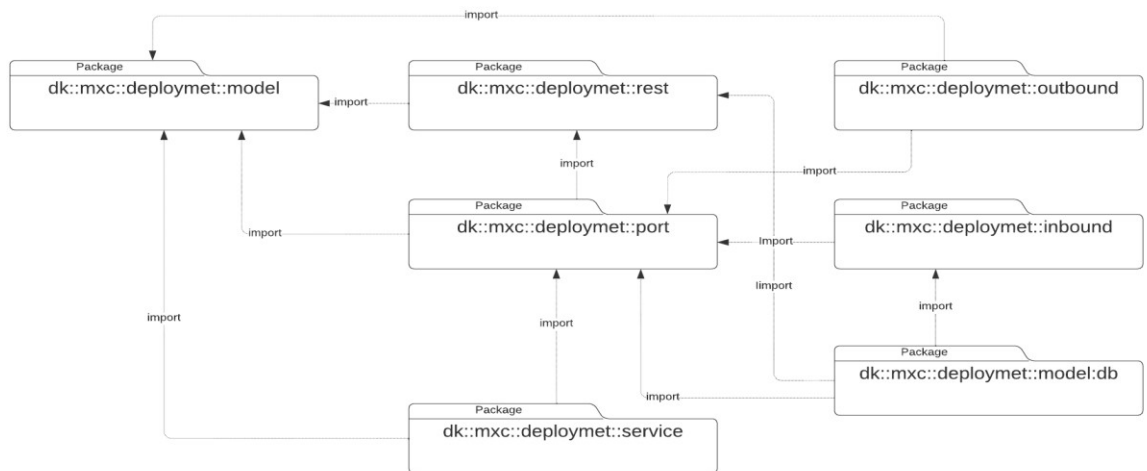 import
Package
dk::mxc::deploymet::model
Package
dk::mxc::deploymet::rest
Package
dk::mxc::deploymet::outbound
import
import
import
Package
dk::mxc::deploymet::port
Package
dk::mxc::deploymet::inbound
import
Import
Iimport
import
import
Package
dk::mxc::deploymet::model:db
import
import
Package
dk::mxc::deploymet::service